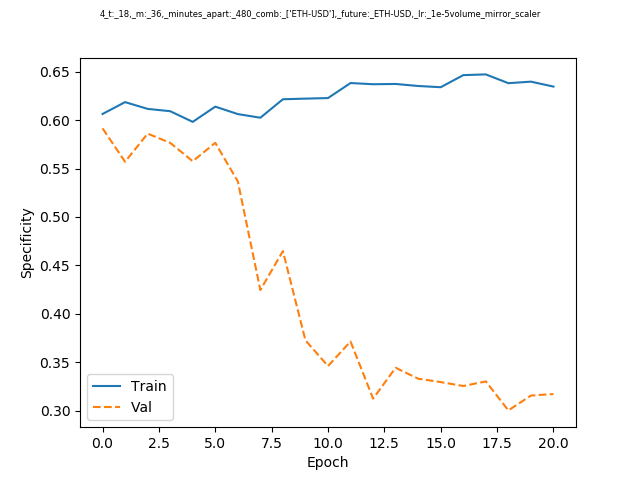 4_t:_18,_m:_36,_minutes_apart:_480_comb:_['ETH-USD'],_future:_ETH-USD,_lr:_1e-5volume_mirror_scaler
0.65
0.60
0.55
0.50
0.45
0.40
0.35
0.30
Specificity
Train
Val
0.0 2.5 5.0 7.5 10.0 12.5 15.0 17.5 20.0
Epoch